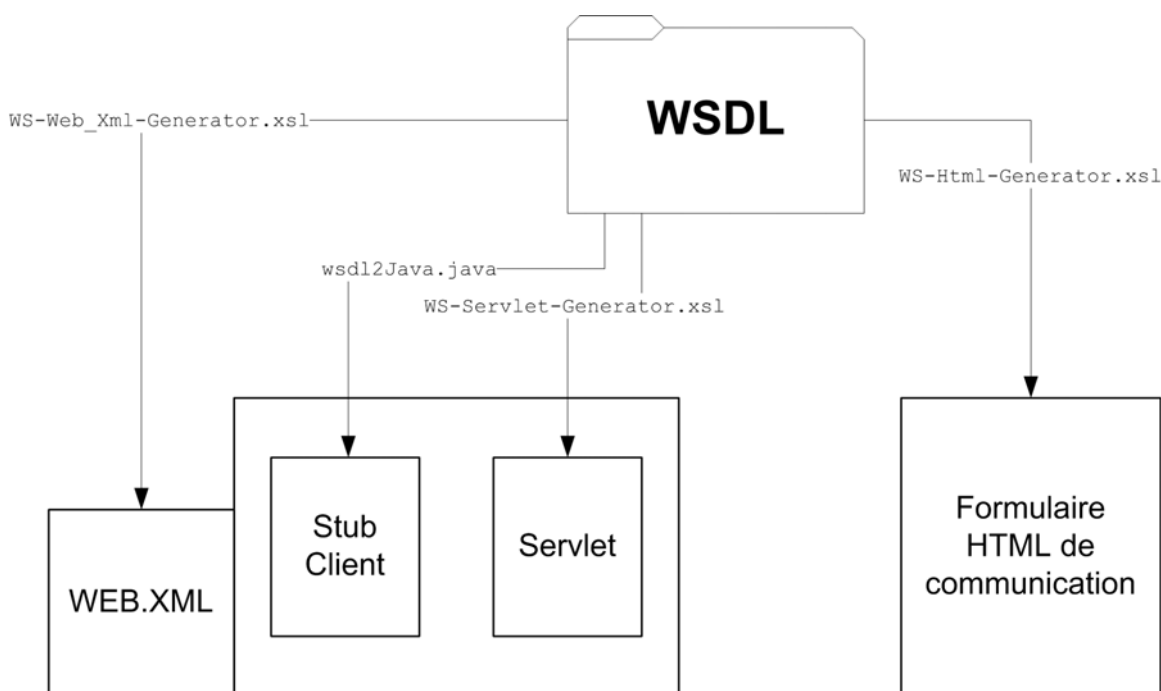 WSDL
WS-Web_Xml-Generator.xsl
WS-Html-Generator.xsl
wsdl2Java.java
WS-Servlet-Generator.xsl
Stub
Client
Servlet
WEB.XML
Formulaire
HTML de
communication